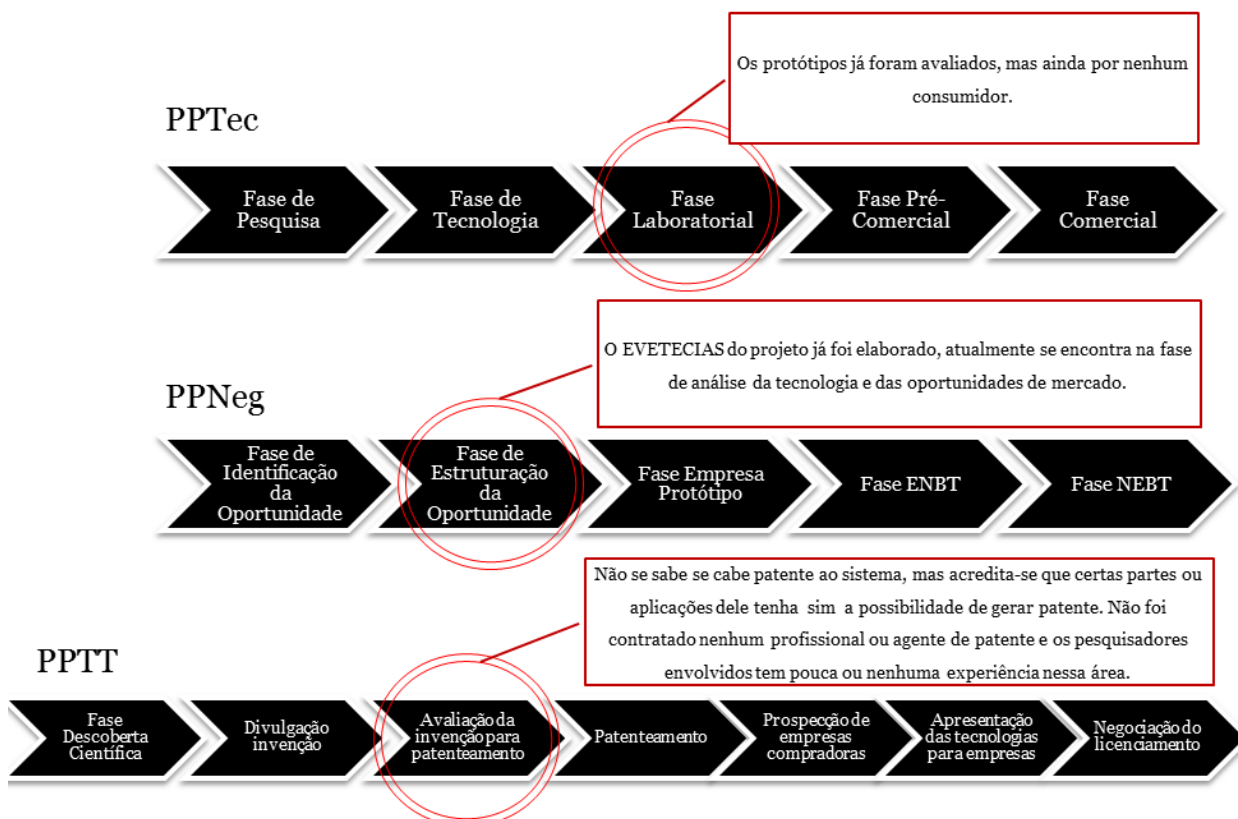 Os protótipos já foram avaliados, mas ainda por nenhum
consumidor.
PPTec
Fase de
Pesquisa
Fase de
Tecnologia
Fase
Laboratorial
Fase Pré-
Comercial
Fase
Comercial
O EVETECIAS do projeto já foi elaborado, atualmente se encontra na fase
de análise da tecnologia e das oportunidades de mercado.
PPNeg
Fase de
Identificação
da
Oportunidade
Fase de
Estruturação
da
Oportunidade
Fase Empresa
Protótipo
Fase ENBT
Fase NEBT
Não se sabe se cabe patente ao sistema, mas acredita-se que certas partes ou
aplicações dele tenha sim a possibilidade de gerar patente. Não foi
contratado nenhum profissional ou agente de patente e os pesquisadores
envolvidos tem pouca ou nenhuma experiência nessa área.
PPTT
Fase
Descoberta
Científica
Divulgação
invenção
Avaliação da
invenção para
patenteamento
Patenteamento
Prospecção de
empresas
compradoras
Apresentação
das tecnologias
para empresas
Negociação do
licenciamento